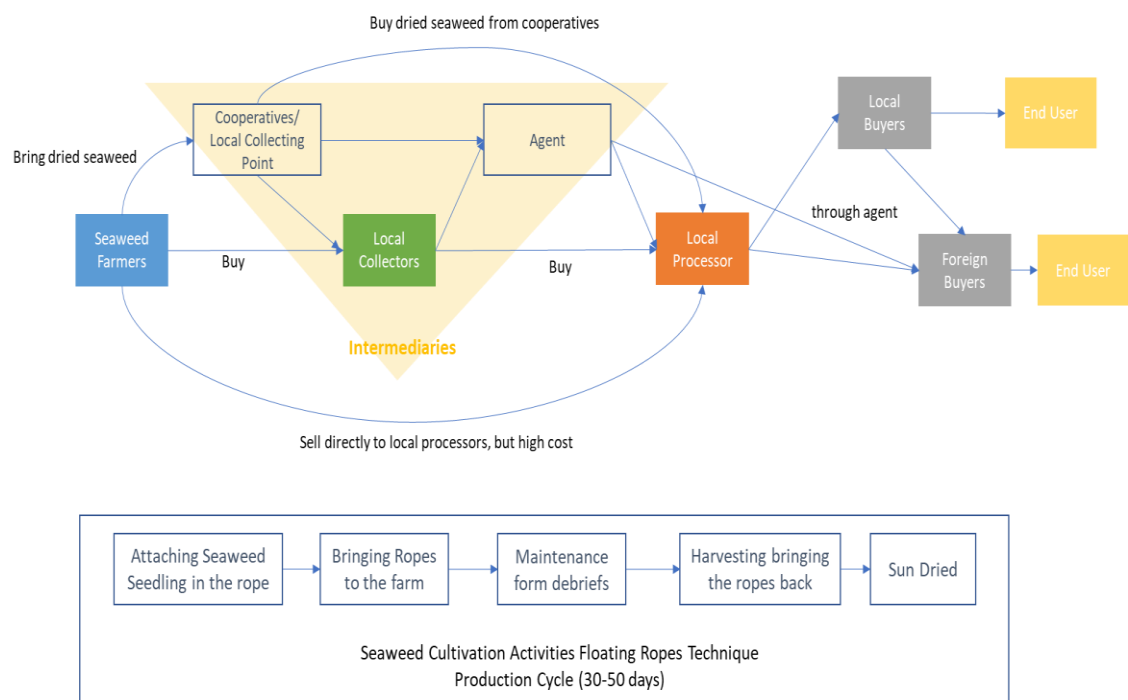 Buy dried seaweed from cooperatives
Cooperatives/
Local Collecting
Point
Agent
Local
Buyers
End User
Bring dried seaweed
through agent
Seaweed
Farmers
Buy
Local
Collectors
Buy
Local
Processor
Foreign
Buyers
End User
Intermediaries
Sell directly to local processors, but high cost
Attaching Seaweed
Seedling in the rope
Bringing Ropes
to the farm
Maintenance
form debriefs
Harvesting bringing
the ropes back
Sun Dried
Seaweed Cultivation Activities Floating Ropes Technique
Production Cycle (30-50 days)